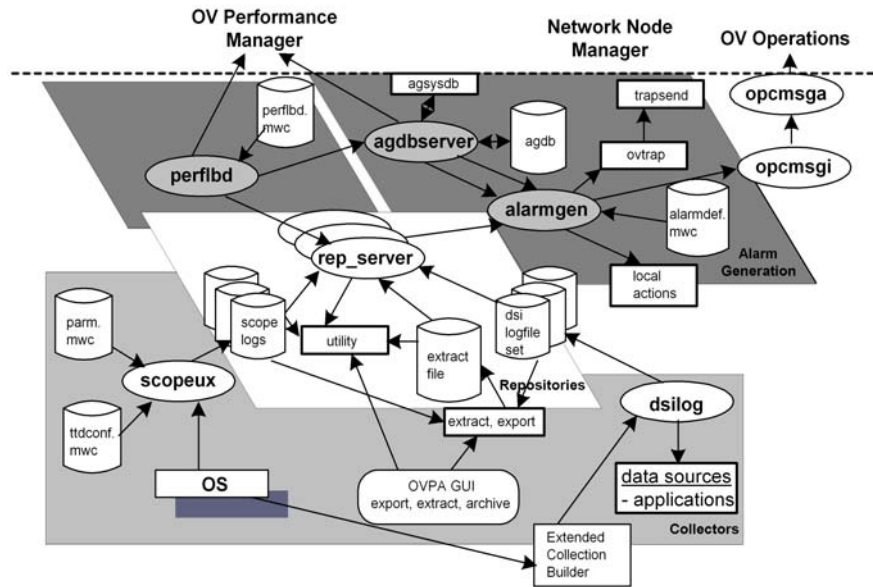 OV Performance
Manager
Network Node
Manager
OV Operations
agsysdb
trapsend
opcmsga
perflbd.
mwc
agdbserver
agdb
ovtrap
opcmsgi
perflbd
alarmgen
alarmdef.
mwc
rep_server
Alarm
Generation
local
actions
parm.
mwc
scope
logs
utility
extract
file
dsi
logfile
set
Repositories
scopeux
dsilog
ttdconf.
mwc
extract, export
OS
OVPA GUI
export, extract, archive
data sources
- applications
Collectors
Extended
Collection
Builder